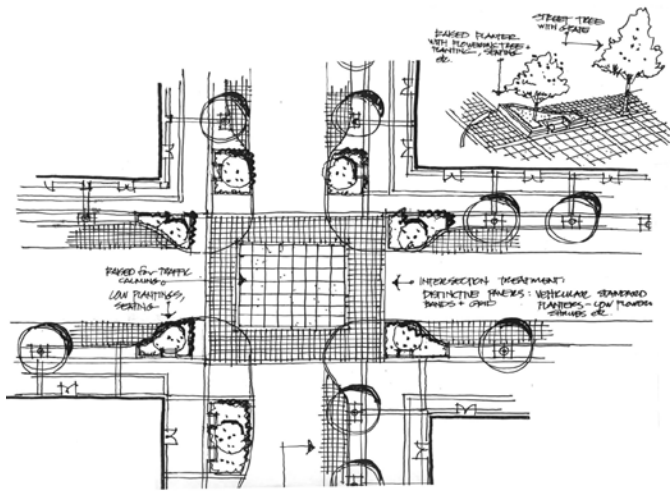 STREET TREE
WITH GRATE
RAISED PLANTER
WITH FLOWERING TREE +
PLANTING, SEATING
etc.
RAISED for TRAFFIC
CALMING.
LOW PLANTINGS,
SEATING
INTERSECTION TREATMENT:
DISTINCTIVE PAVERS: VEHICULAR STANDARD
BANDS + GRID
PLANTERS - LOW FLOWERING
SHRUBS etc.